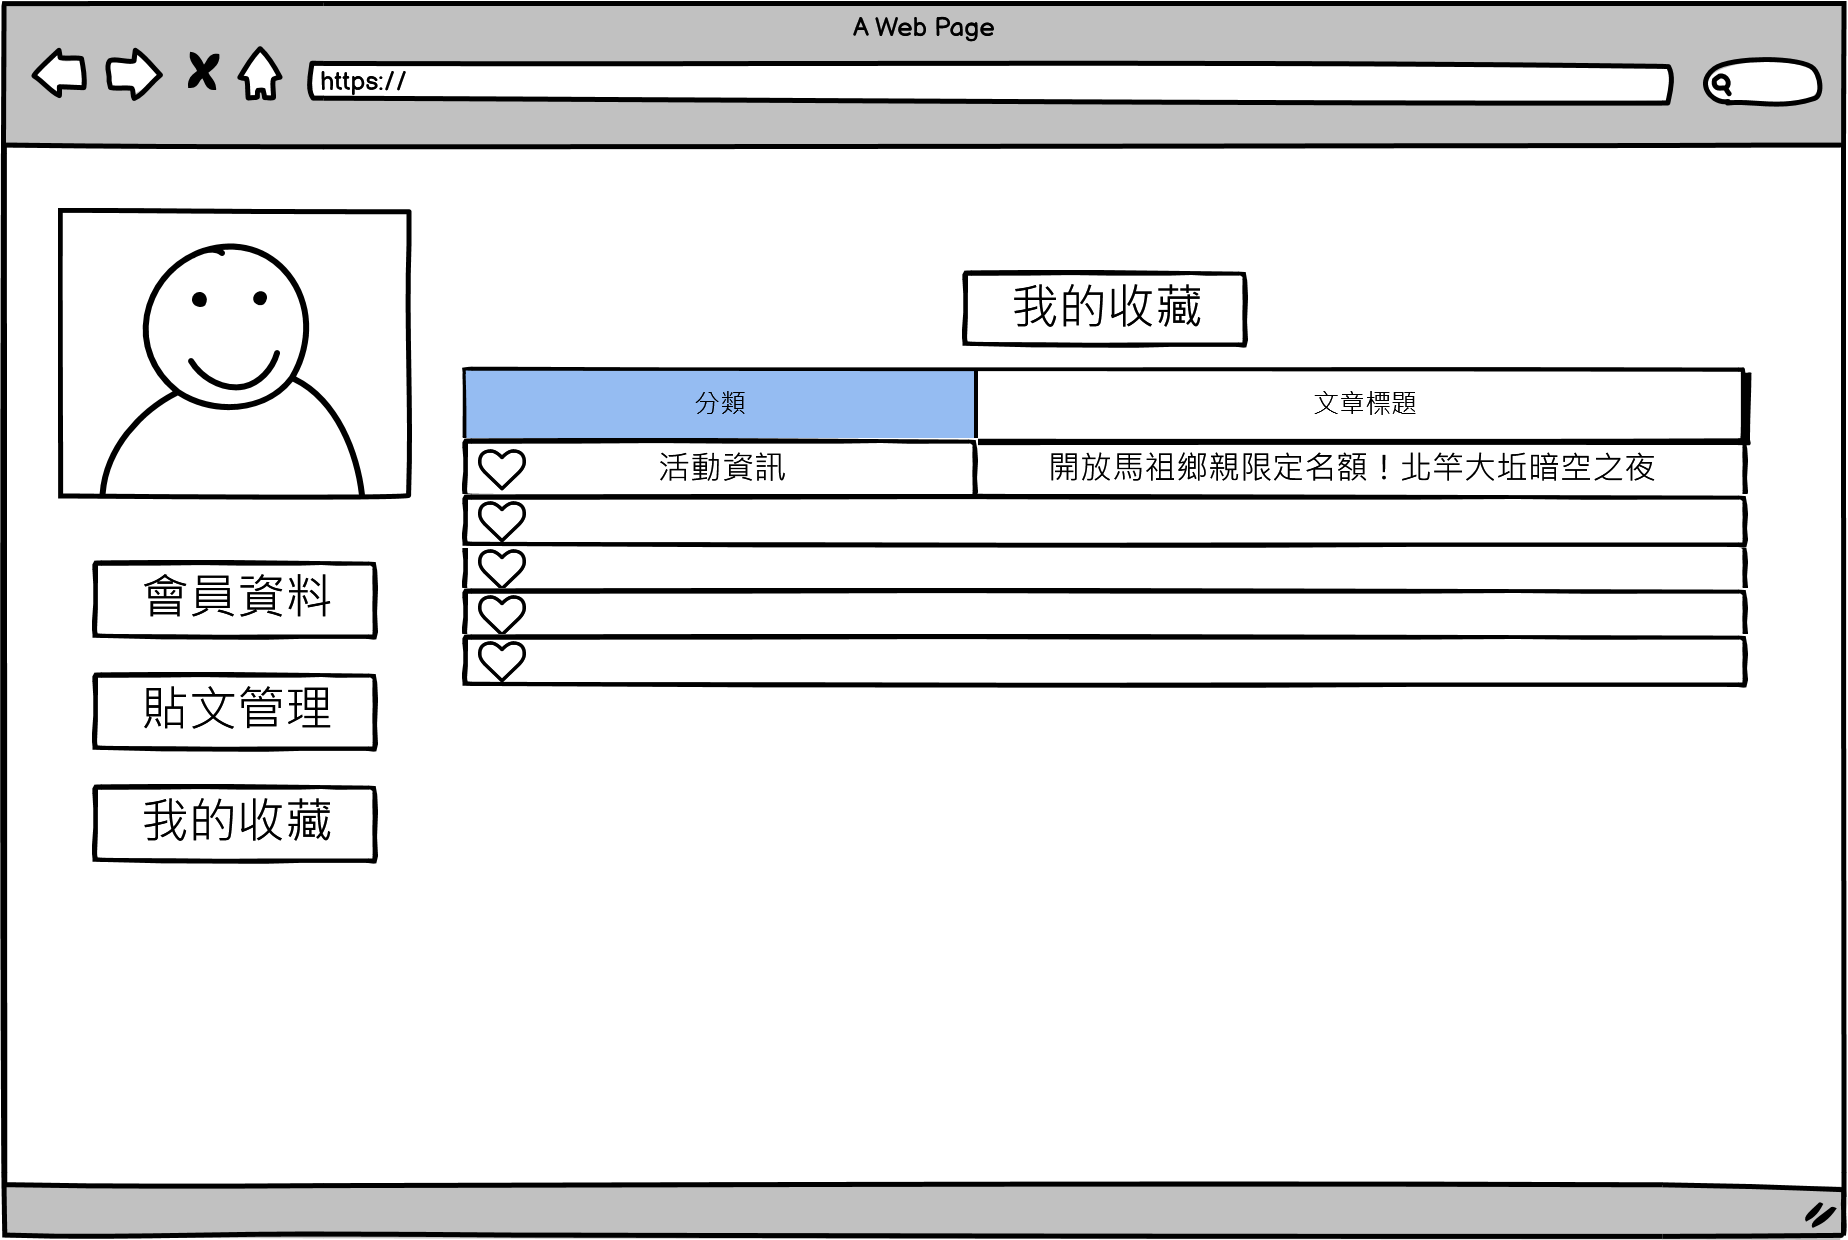 A Web Page
https://
我的收藏
分類 文章標題
活動資訊 開放馬祖鄉親限定名額！北竿大坵暗空之夜
會員資料
貼文管理
我的收藏